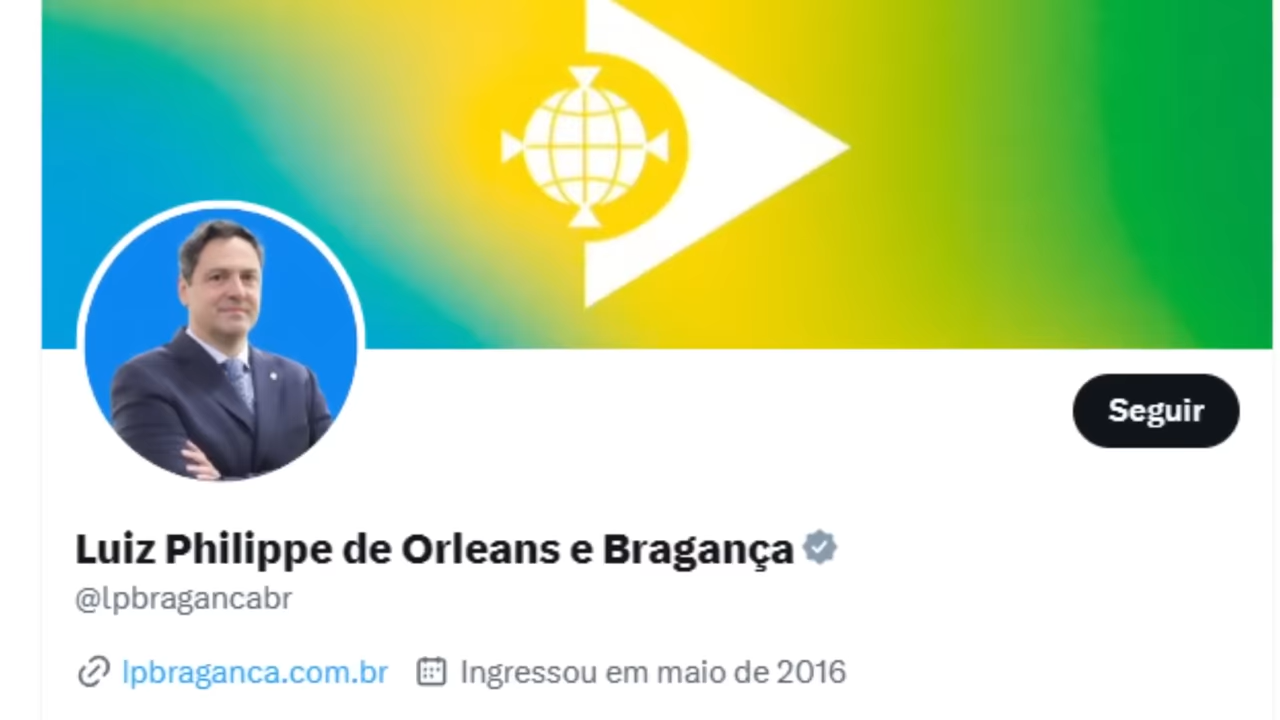 Seguir
Luiz Philippe de Orleans e Bragança
@lpbragancabr
lpbraganca.com.br Ingressou em maio de 2016